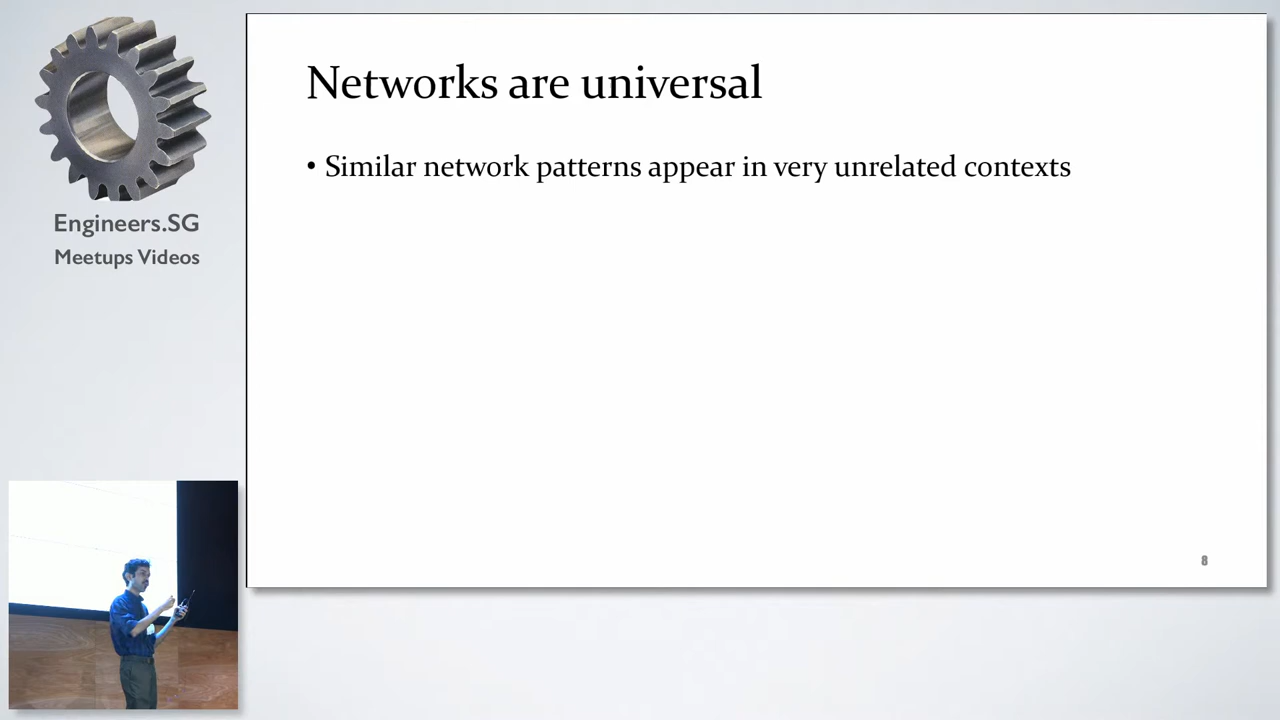 Engineers.SG
Meetups Videos
Networks are universal
• Similar network patterns appear in very unrelated contexts
8